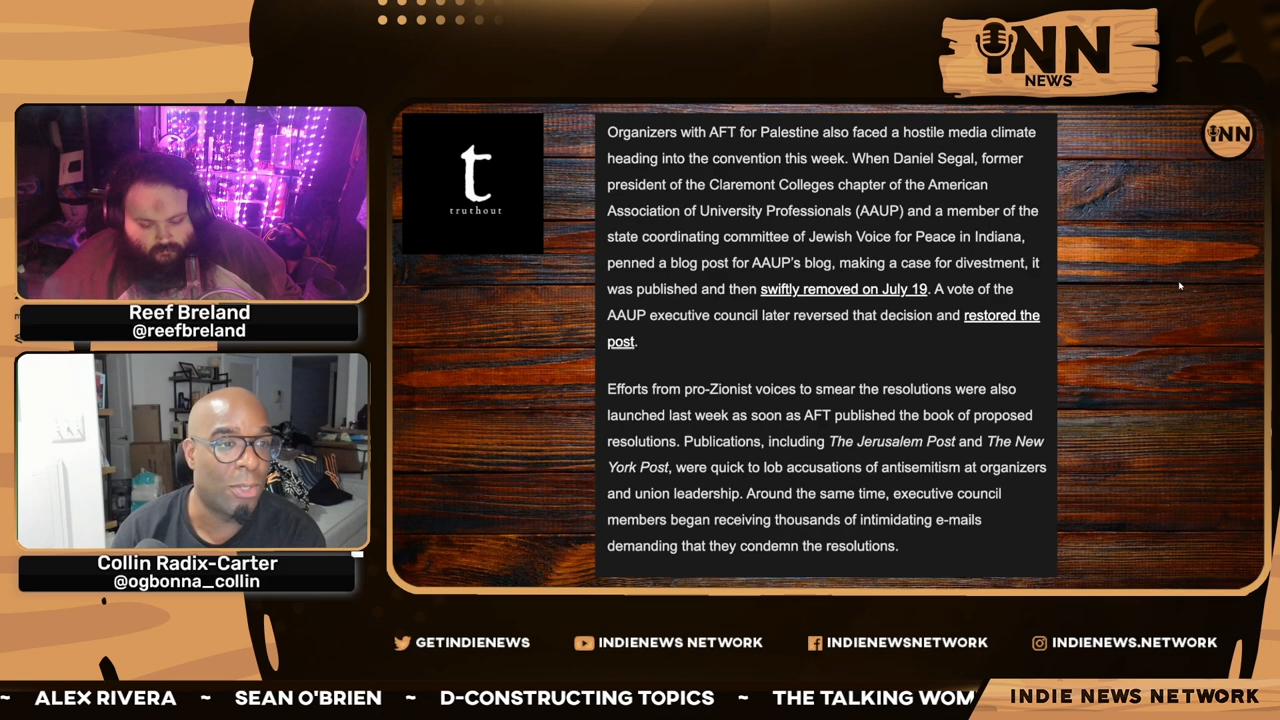 INN
NEWS
INN
t
truthout
Organizers with AFT for Palestine also faced a hostile media climate
heading into the convention this week. When Daniel Segal, former
president of the Claremont Colleges chapter of the American
Association of University Professionals (AAUP) and a member of the
state coordinating committee of Jewish Voice for Peace in Indiana,
penned a blog post for AAUP's blog, making a case for divestment, it
was published and then swiftly removed on July 19. A vote of the
AAUP executive council later reversed that decision and restored the
post.
Efforts from pro-Zionist voices to smear the resolutions were also
launched last week as soon as AFT published the book of proposed
resolutions. Publications, including The Jerusalem Post and The New
York Post, were quick to lob accusations of antisemitism at organizers
and union leadership. Around the same time, executive council
members began receiving thousands of intimidating e-mails
demanding that they condemn the resolutions.
Reef Breland
@reefbreland
Collin Radix-Carter
@ogbonna_collin
GETINDIENEWS
INDIENEWS NETWORK
INDIENEWSNETWORK
INDIENEWS.NETWORK
~ ALEX RIVERA ~ SEAN O'BRIEN ~ D-CONSTRUCTING TOPICS ~ THE TALKING WOM
INDIE NEWS NETWORK